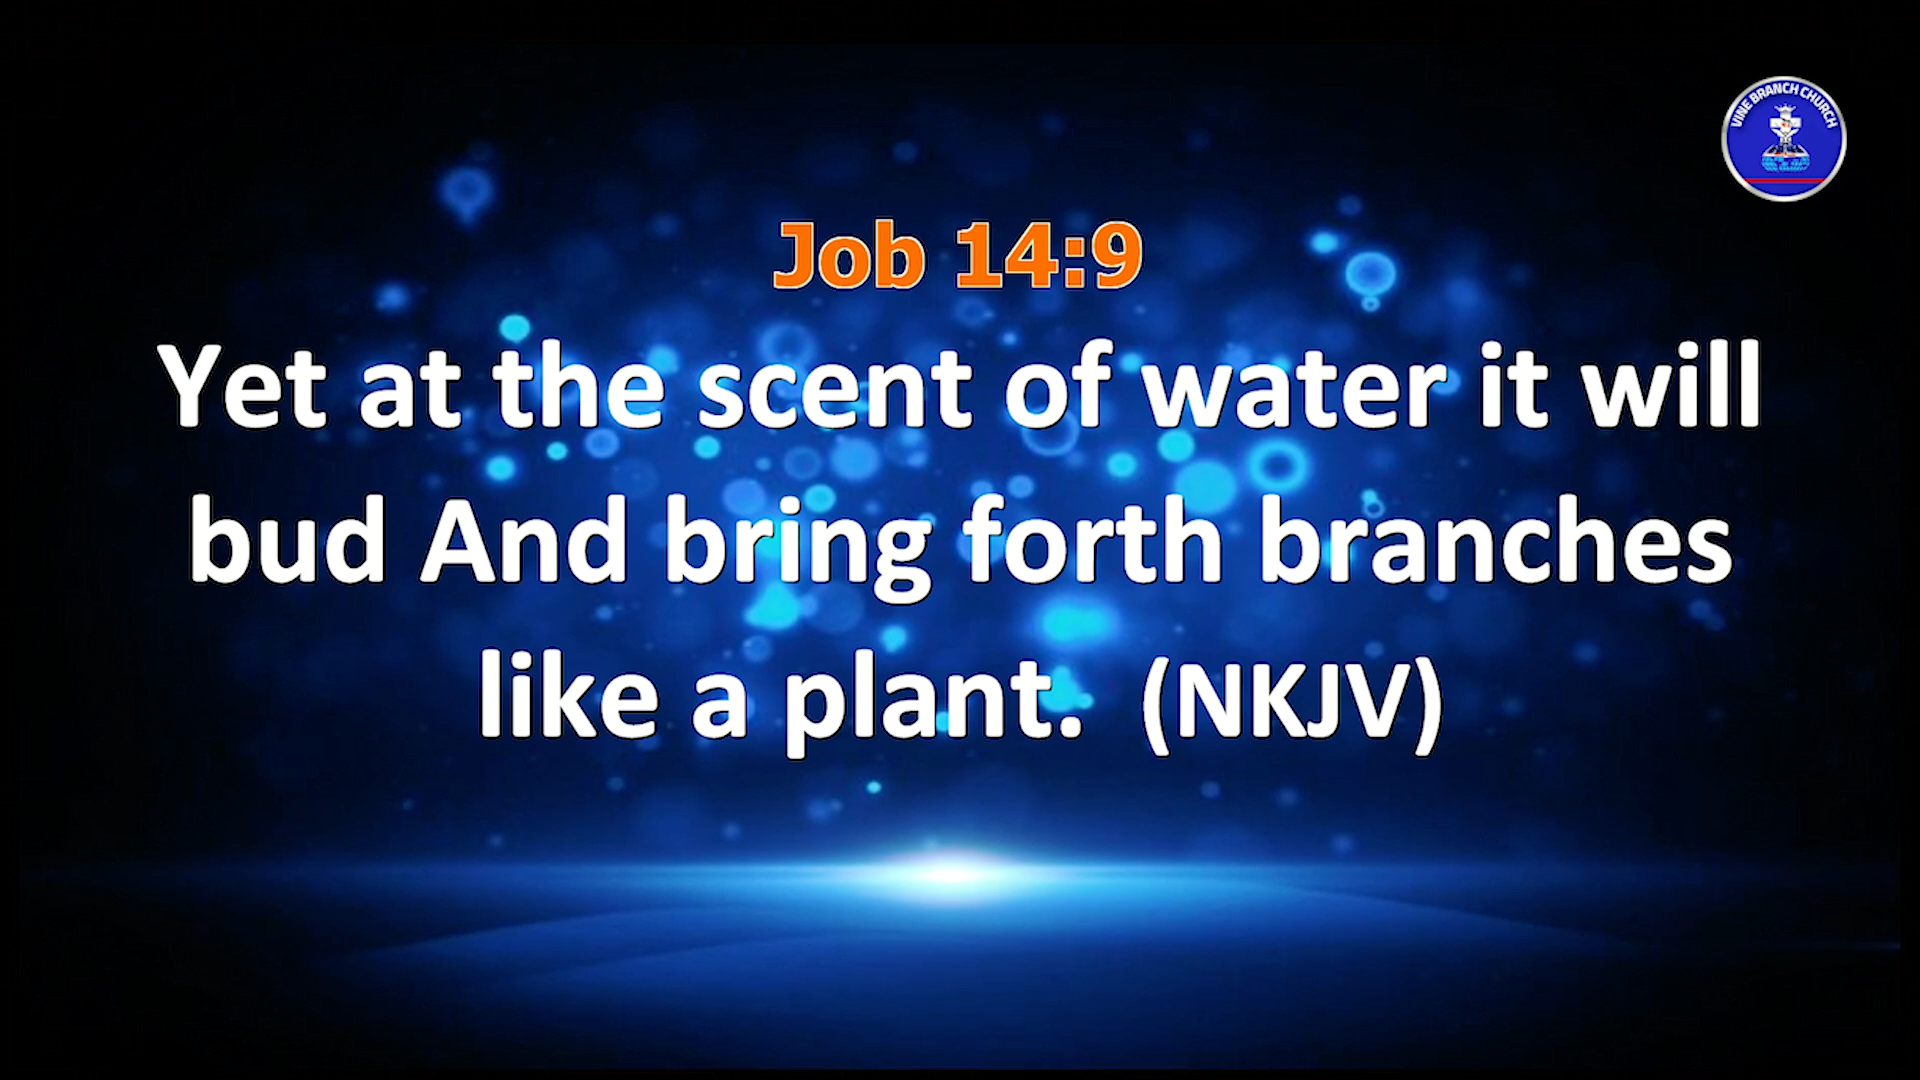 VINE BRANCH CHURCH
Job 14:9
Yet at the scent of water it will
bud And bring forth branches
like a plant.  (NKJV)